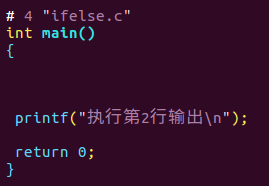 # 4 "ifelse.c"
int main()
{
printf("执行第2行输出\n");
return 0;
}